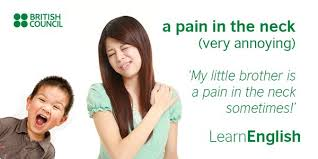 BRITISH
COUNCIL
a pain in the neck
(very annoying)
'My little brother is
a pain in the neck
sometimes!'
LearnEnglish